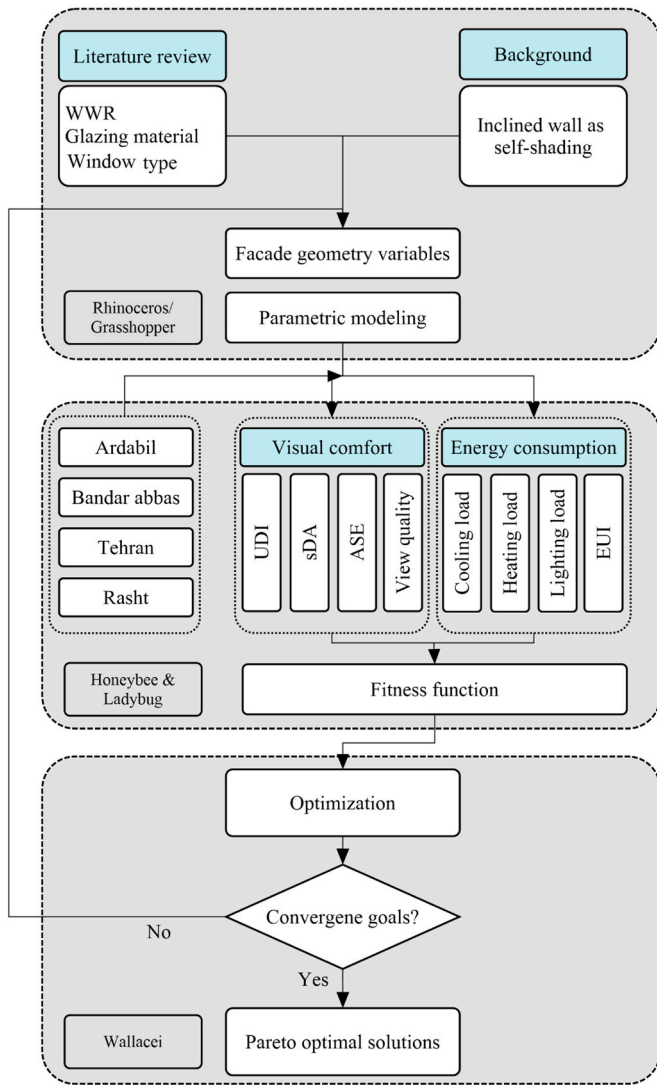 Literature review
Background
WWR
Glazing material
Window type
Inclined wall as
self-shading
Facade geometry variables
Rhinoceros/
Grasshopper
Parametric modeling
Ardabil
Bandar abbas
Tehran
Rasht
Visual comfort
UDI
sDA
ASE
View quality
Energy consumption
Cooling load
Heating load
Lighting load
EUI
Honeybee &
Ladybug
Fitness function
Optimization
Convergene goals?
No
Yes
Wallacei
Pareto optimal solutions